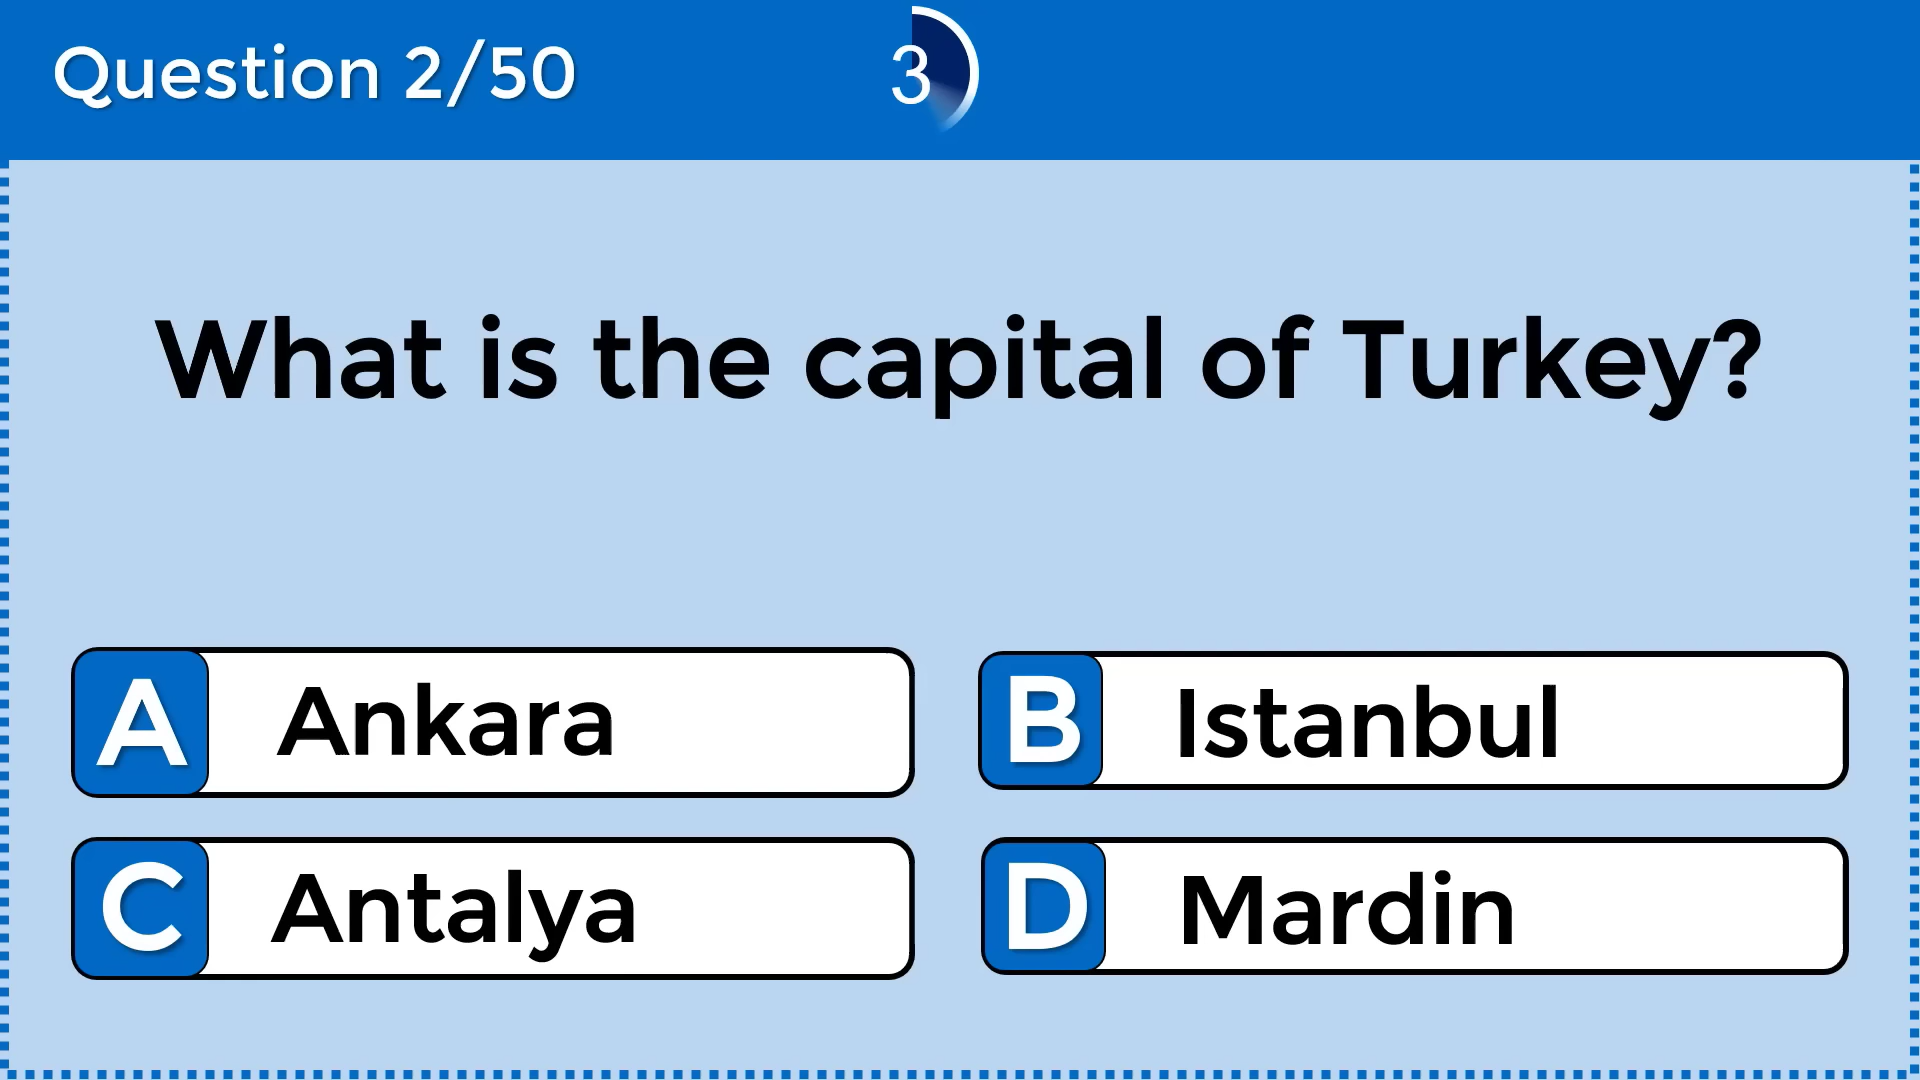 Question 2/50
3
What is the capital of Turkey?
A Ankara
B Istanbul
C Antalya
D Mardin